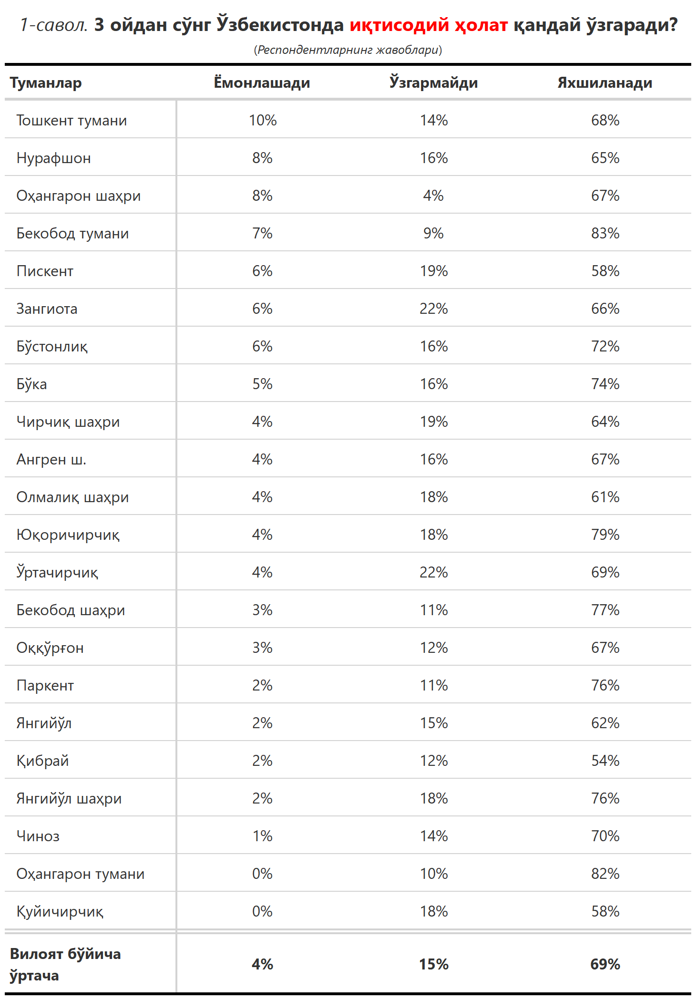 1-савол. 3 ойдан сўнг Ўзбекистонда иқтисодий ҳолат қандай ўзгаради?
(Респондентларнинг жавоблари)
Туманлар Ёмонлашади Ўзгармайди Яхшиланади
Тошкент тумани 10% 14% 68%
Нурафшон 8% 16% 65%
Оҳангарон шаҳри 8% 4% 67%
Бекобод тумани 7% 9% 83%
Пискент 6% 19% 58%
Зангиота 6% 22% 66%
Бўстонлиқ 6% 16% 72%
Бўка 5% 16% 74%
Чирчиқ шаҳри 4% 19% 64%
Ангрен ш. 4% 16% 67%
Олмалиқ шаҳри 4% 18% 61%
Юқоричирчиқ 4% 18% 79%
Ўртачирчиқ 4% 22% 69%
Бекобод шаҳри 3% 11% 77%
Оққўрғон 3% 12% 67%
Паркент 2% 11% 76%
Янгийўл 2% 15% 62%
Қибрай 2% 12% 54%
Янгийўл шаҳри 2% 18% 76%
Чиноз 1% 14% 70%
Оҳангарон тумани 0% 10% 82%
Қуйичирчиқ 0% 18% 58%
Вилоят бўйича
ўртача 4% 15% 69%